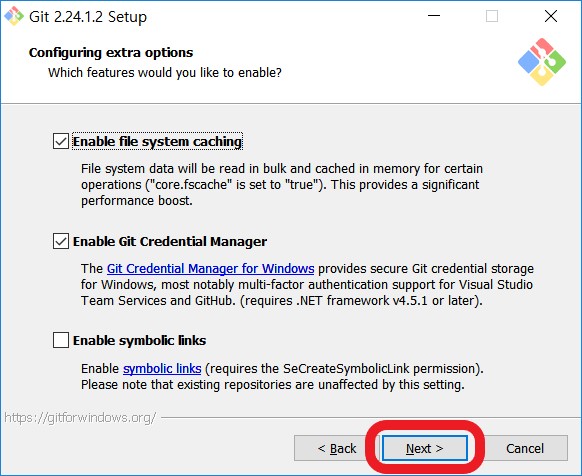 Git 2.24.1.2 Setup
Configuring extra options
Which features would you like to enable?
Enable file system caching
File system data will be read in bulk and cached in memory for certain
operations ("core.fscache" is set to "true"). This provides a significant
performance boost.
Enable Git Credential Manager
The Git Credential Manager for Windows provides secure Git credential storage
for Windows, most notably multi-factor authentication support for Visual Studio
Team Services and GitHub. (requires .NET framework v4.5.1 or later).
Enable symbolic links
Enable symbolic links (requires the SeCreateSymbolicLink permission).
Please note that existing repositories are unaffected by this setting.
https://gitforwindows.org/
< Back Next > Cancel